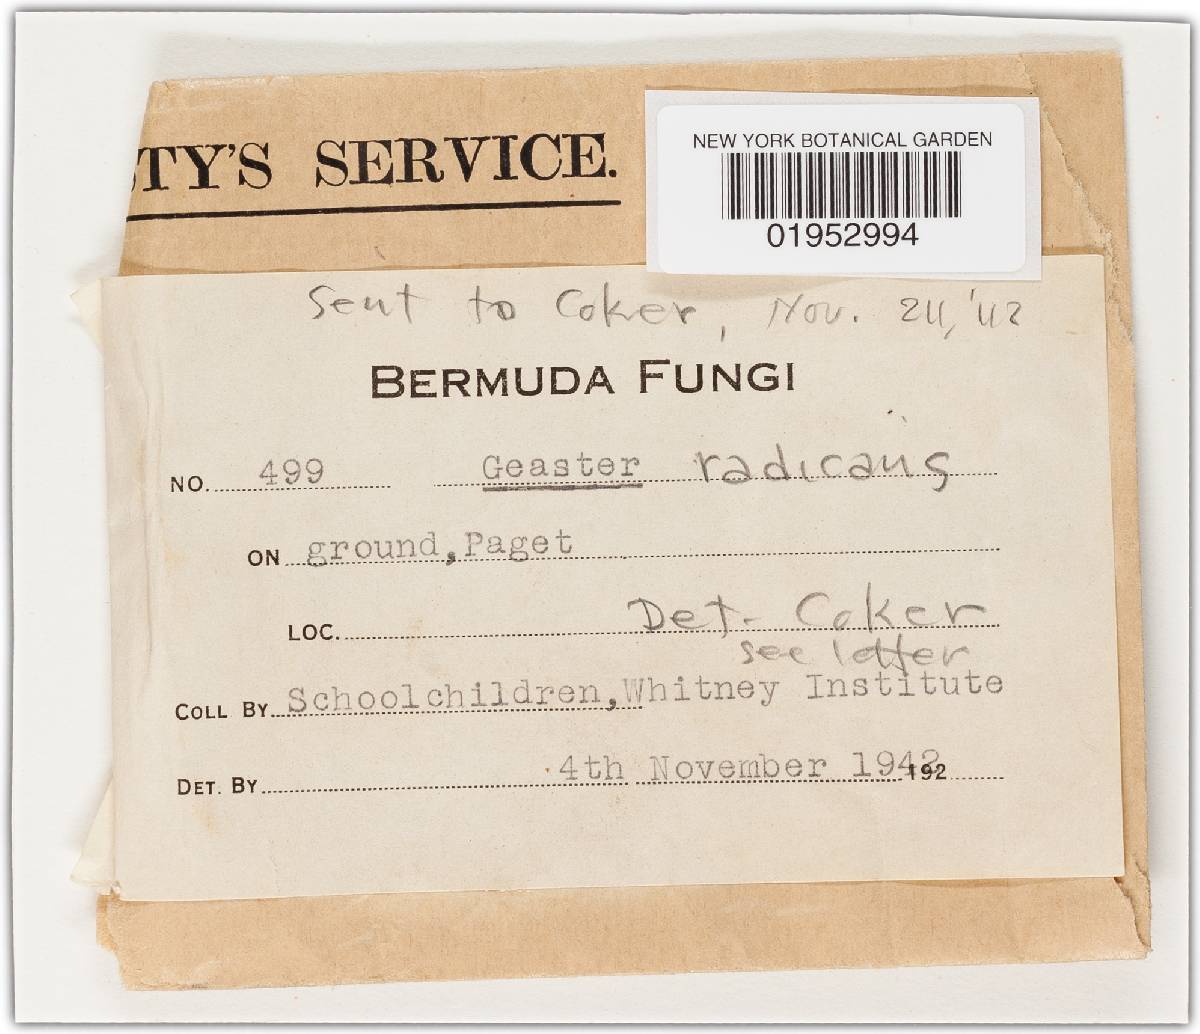 STY'S SERVICE.
NEW YORK BOTANICAL GARDEN
01952994
Sent to Coker, Nov. 24, '42
BERMUDA FUNGI
NO. 499 Geaster radicans
ON ground, Paget
LOC. Det. Coker
see letter
COLL BY Schoolchildren, Whitney Institute
DET. BY 4th November 1942 192